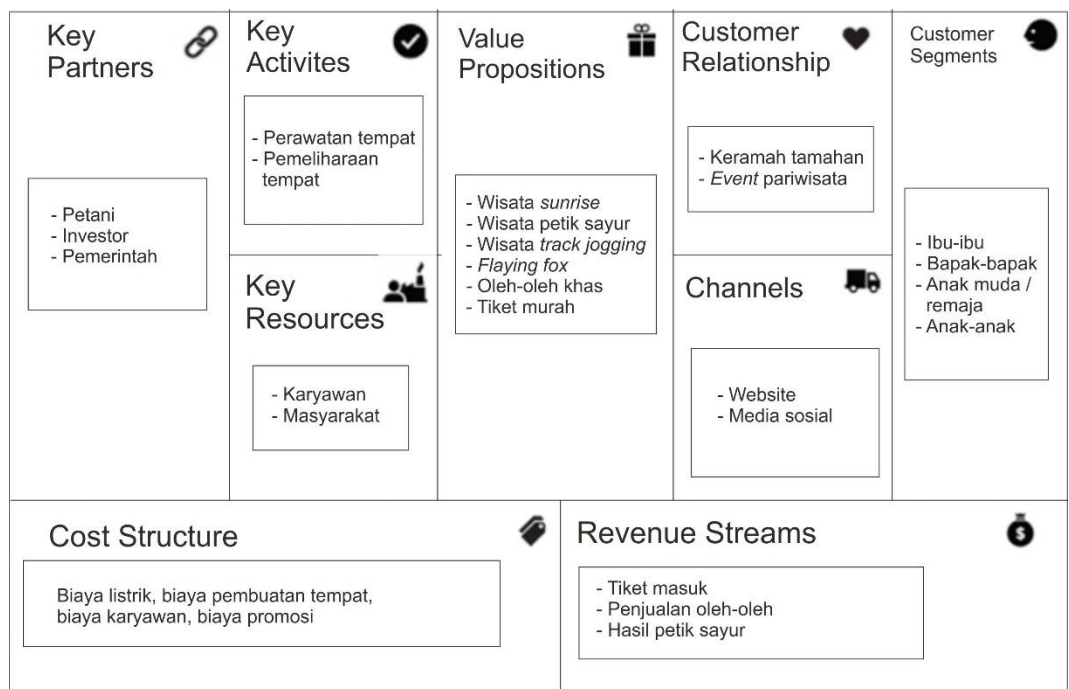 Key
Partners
- Petani
- Investor
- Pemerintah
Key
Activites
- Perawatan tempat
- Pemeliharaan
tempat
Key
Resources
- Karyawan
- Masyarakat
Value
Propositions
- Wisata sunrise
- Wisata petik sayur
- Wisata track jogging
- Flaying fox
- Oleh-oleh khas
- Tiket murah
Customer
Relationship
- Keramah tamahan
- Event pariwisata
Channels
- Website
- Media sosial
Customer
Segments
- Ibu-ibu
- Bapak-bapak
- Anak muda /
remaja
- Anak-anak
Cost Structure
Biaya listrik, biaya pembuatan tempat,
biaya karyawan, biaya promosi
Revenue Streams
$
- Tiket masuk
- Penjualan oleh-oleh
- Hasil petik sayur